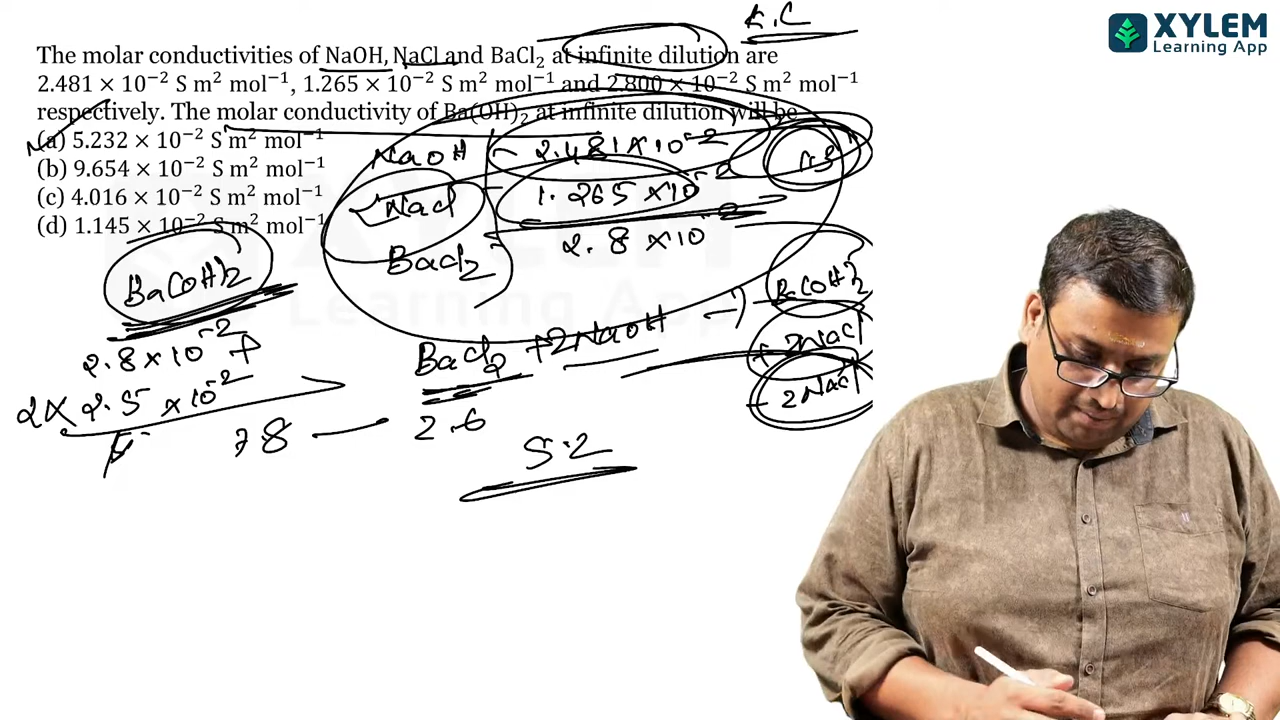 K.C
XYLEM
Learning App
The molar conductivities of NaOH, NaCl and BaCl₂ at infinite dilution are
2.481 × 10⁻² S m² mol⁻¹, 1.265 × 10⁻² S m² mol⁻¹ and 2.800 × 10⁻² S m² mol⁻¹
respectively. The molar conductivity of Ba(OH)₂ at infinite dilution will be
(a) 5.232 × 10⁻² S m² mol⁻¹
(b) 9.654 × 10⁻² S m² mol⁻¹
(c) 4.016 × 10⁻² S m² mol⁻¹
(d) 1.145 × 10⁻² S m² mol⁻¹
NaOH - 2.481×10⁻²
NaCl - 1.265 ×10⁻²
BaCl₂ - 2.8 ×10⁻²
Ba(OH)₂
2.8×10⁻² +
2× 2.5 ×10⁻²
BaCl₂ + 2NaOH → Ba(OH)₂
+ 2NaCl
- 2NaCl
7.8 — 2.6
5.2